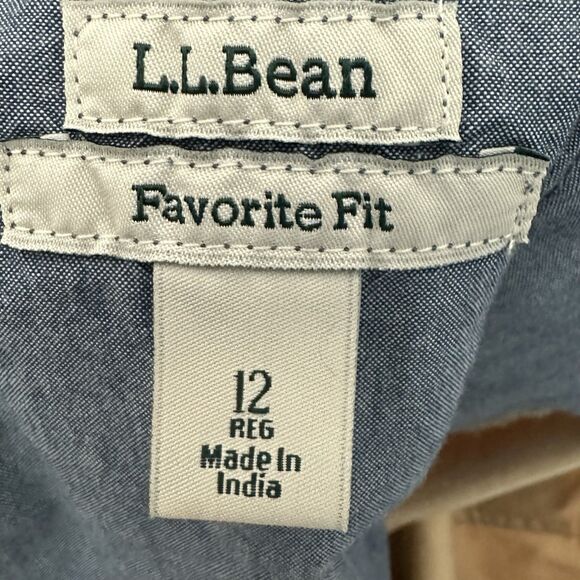 L.L.Bean
Favorite Fit
12
REG
Made In
India